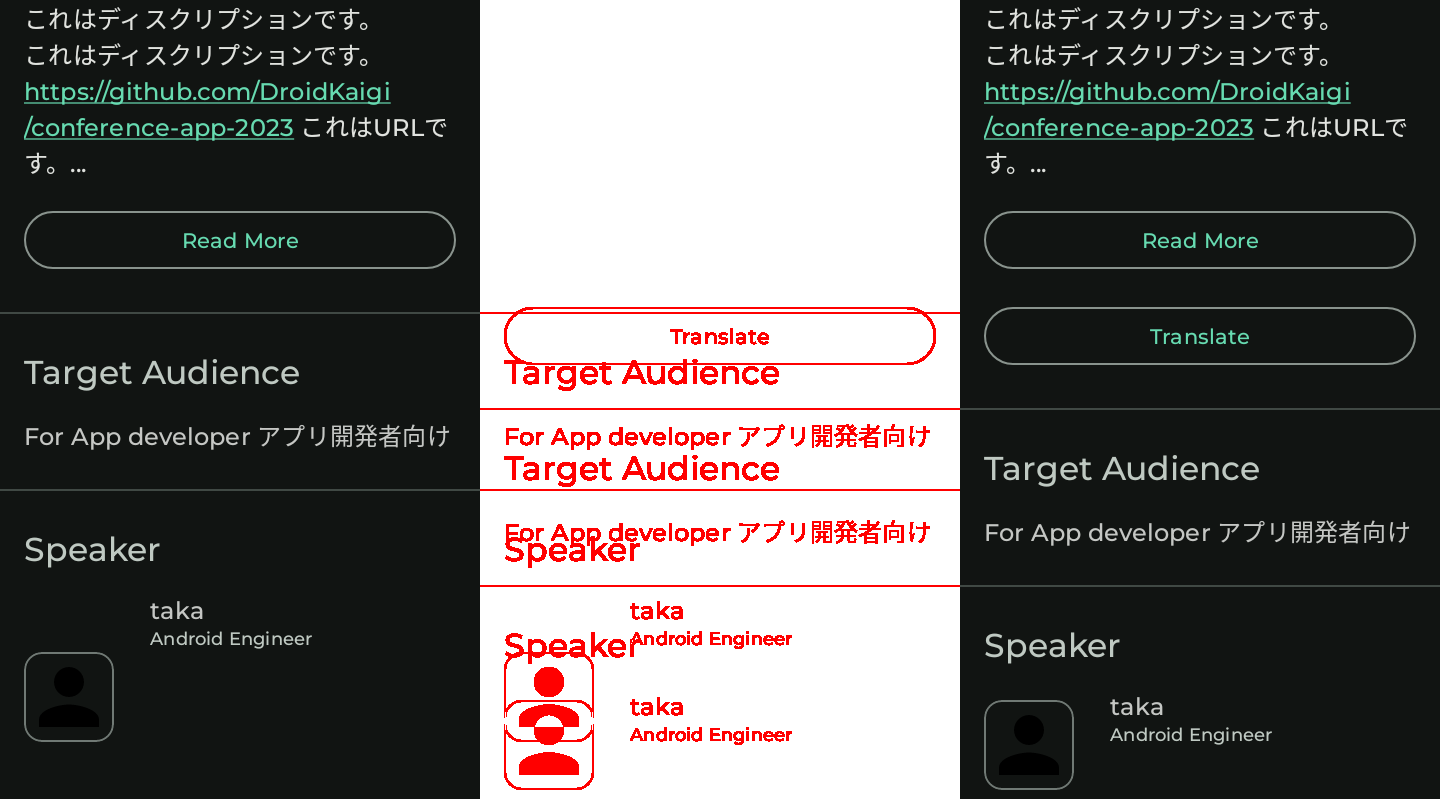 これはディスクリプションです。
これはディスクリプションです。
https://github.com/DroidKaigi
/conference-app-2023 これはURLで
す。...
Read More
Target Audience
For App developer アプリ開発者向け
Speaker
taka
Android Engineer
Translate
Target Audience
For App developer アプリ開発者向け
Target Audience
For App developer アプリ開発者向け
Speaker
taka
Android Engineer
Speaker
taka
Android Engineer
これはディスクリプションです。
これはディスクリプションです。
https://github.com/DroidKaigi
/conference-app-2023 これはURLで
す。...
Read More
Translate
Target Audience
For App developer アプリ開発者向け
Speaker
taka
Android Engineer